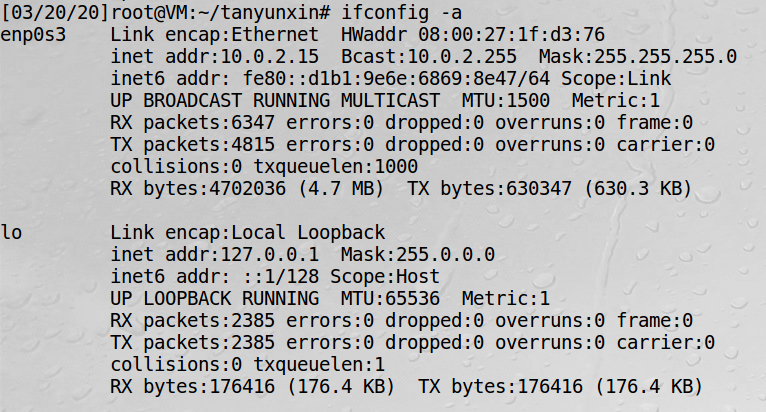 [03/20/20]root@VM:~/tanyunxin# ifconfig -a
enp0s3    Link encap:Ethernet  HWaddr 08:00:27:1f:d3:76
          inet addr:10.0.2.15  Bcast:10.0.2.255  Mask:255.255.255.0
          inet6 addr: fe80::d1b1:9e6e:6869:8e47/64 Scope:Link
          UP BROADCAST RUNNING MULTICAST  MTU:1500  Metric:1
          RX packets:6347 errors:0 dropped:0 overruns:0 frame:0
          TX packets:4815 errors:0 dropped:0 overruns:0 carrier:0
          collisions:0 txqueuelen:1000
          RX bytes:4702036 (4.7 MB)  TX bytes:630347 (630.3 KB)

lo        Link encap:Local Loopback
          inet addr:127.0.0.1  Mask:255.0.0.0
          inet6 addr: ::1/128 Scope:Host
          UP LOOPBACK RUNNING  MTU:65536  Metric:1
          RX packets:2385 errors:0 dropped:0 overruns:0 frame:0
          TX packets:2385 errors:0 dropped:0 overruns:0 carrier:0
          collisions:0 txqueuelen:1
          RX bytes:176416 (176.4 KB)  TX bytes:176416 (176.4 KB)